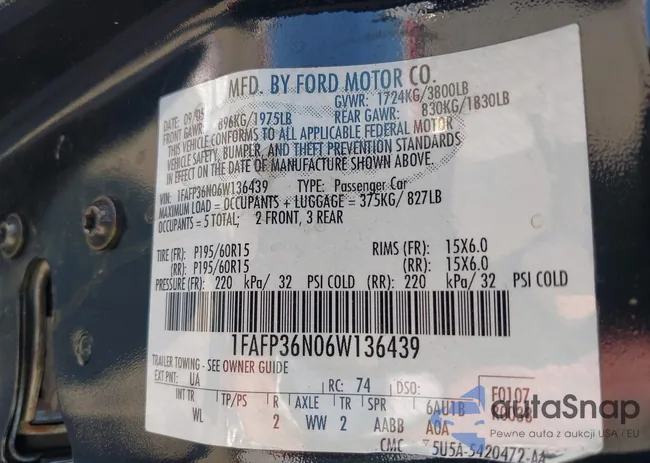 MFD. BY FORD MOTOR CO.
DATE: 09/05 GVWR: 1724KG/3800LB
FRONT GAWR: 896KG/1975LB REAR GAWR: 830KG/1830LB
THIS VEHICLE CONFORMS TO ALL APPLICABLE FEDERAL MOTOR
VEHICLE SAFETY, BUMPER, AND THEFT PREVENTION STANDARDS
IN EFFECT ON THE DATE OF MANUFACTURE SHOWN ABOVE.
VIN: 1FAFP36N06W136439 TYPE: Passenger Car
MAXIMUM LOAD = OCCUPANTS + LUGGAGE = 375KG/ 827LB
OCCUPANTS = 5 TOTAL; 2 FRONT, 3 REAR
TIRE (FR): P195/60R15 RIMS (FR): 15X6.0
(RR): P195/60R15 (RR): 15X6.0
PRESSURE (FR): 220 kPa/ 32 PSI COLD (RR): 220 kPa/ 32 PSI COLD
1FAFP36N06W136439
TRAILER TOWING - SEE OWNER GUIDE
EXT PNT: UA RC: 74 DSO: F0107
INT TR TP/PS R AXLE TR SPR 6AU1B
WL 2 WW 2 AABB A0A
CMC 5U5A-5420472-AA
autaSnap
Pewne auta z aukcji USA / EU